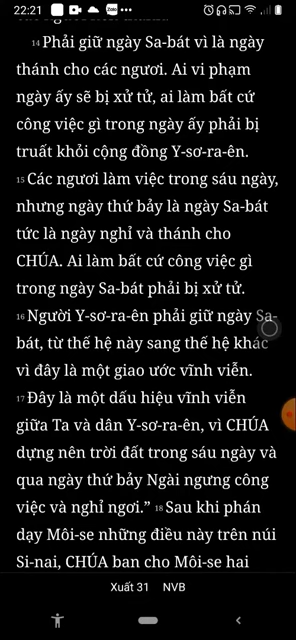 22:21
Zalo
14 Phải giữ ngày Sa-bát vì là ngày
thánh cho các ngươi. Ai vi phạm
ngày ấy sẽ bị xử tử, ai làm bất cứ
công việc gì trong ngày ấy phải bị
truất khỏi cộng đồng Y-sơ-ra-ên.
15 Các ngươi làm việc trong sáu ngày,
nhưng ngày thứ bảy là ngày Sa-bát
tức là ngày nghỉ và thánh cho
CHÚA. Ai làm bất cứ công việc gì
trong ngày Sa-bát phải bị xử tử.
16 Người Y-sơ-ra-ên phải giữ ngày Sa-
bát, từ thế hệ này sang thế hệ khác
vì đây là một giao ước vĩnh viễn.
17 Đây là một dấu hiệu vĩnh viễn
giữa Ta và dân Y-sơ-ra-ên, vì CHÚA
dựng nên trời đất trong sáu ngày và
qua ngày thứ bảy Ngài ngưng công
việc và nghỉ ngơi.” 18 Sau khi phán
dạy Môi-se những điều này trên núi
Si-nai, CHÚA ban cho Môi-se hai
Xuất 31 NVB